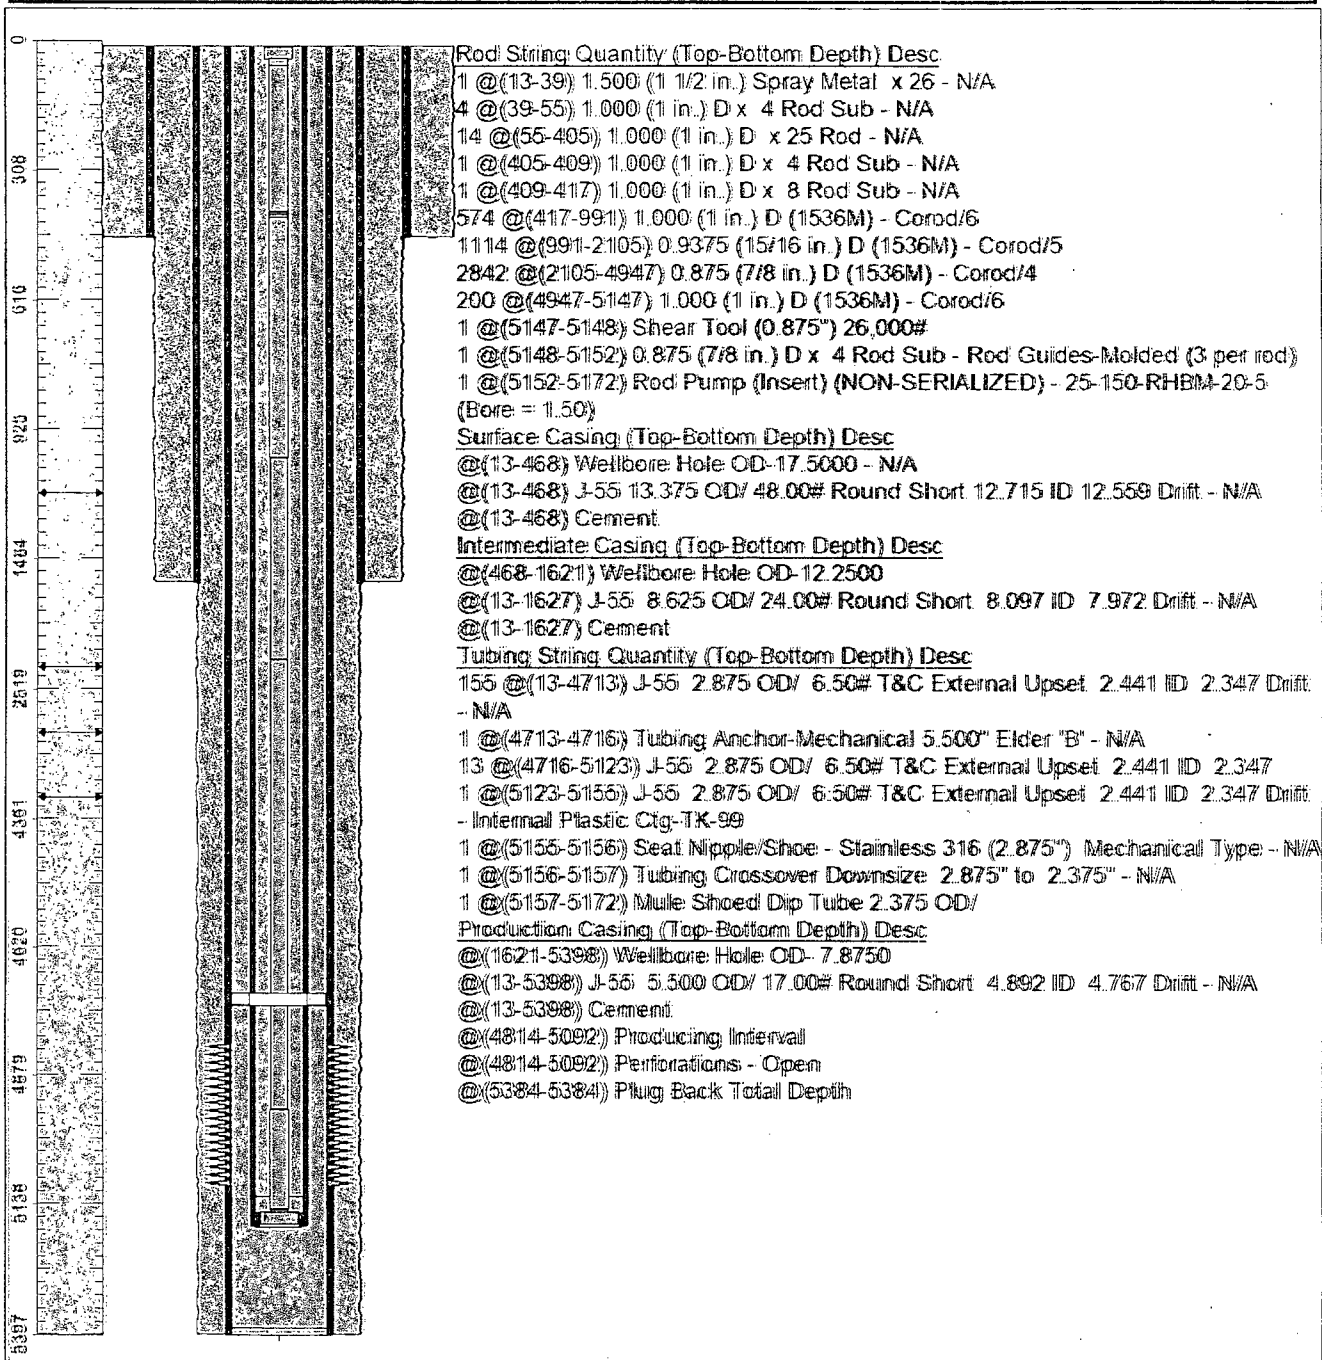 0
308
616
925
1484
2519
4361
4620
4879
5138
5397
Rod String Quantity (Top-Bottom Depth) Desc
1 @(13-39) 1.500 (1 1/2 in.) Spray Metal x 26 - N/A
4 @(39-55) 1.000 (1 in.) D x 4 Rod Sub - N/A
14 @(55-405) 1.000 (1 in.) D x 25 Rod - N/A
1 @(405-409) 1.000 (1 in.) D x 4 Rod Sub - N/A
1 @(409-417) 1.000 (1 in.) D x 8 Rod Sub - N/A
574 @(417-991) 1.000 (1 in.) D (1536M) - Corod/6
1114 @(991-2105) 0.9375 (15/16 in.) D (1536M) - Corod/5
2842 @(2105-4947) 0.875 (7/8 in.) D (1536M) - Corod/4
200 @(4947-5147) 1.000 (1 in.) D (1536M) - Corod/6
1 @(5147-5148) Shear Tool (0.875") 26,000#
1 @(5148-5152) 0.875 (7/8 in.) D x 4 Rod Sub - Rod Guides-Molded (3 per rod)
1 @(5152-5172) Rod Pump (Insert) (NON-SERIALIZED) - 25-150-RHBM-20-5
(Bore = 1.50)
Surface Casing (Top-Bottom Depth) Desc
@(13-468) Wellbore Hole OD-17.5000 - N/A
@(13-468) J-55 13.375 OD/ 48.00# Round Short 12.715 ID 12.559 Drift - N/A
@(13-468) Cement
Intermediate Casing (Top-Bottom Depth) Desc
@(468-1621) Wellbore Hole OD-12.2500
@(13-1627) J-55 8.625 OD/ 24.00# Round Short 8.097 ID 7.972 Drift - N/A
@(13-1627) Cement
Tubing String Quantity (Top-Bottom Depth) Desc
155 @(13-4713) J-55 2.875 OD/ 6.50# T&C External Upset 2.441 ID 2.347 Drift
- N/A
1 @(4713-4716) Tubing Anchor-Mechanical 5.500" Elder "B" - N/A
13 @(4716-5123) J-55 2.875 OD/ 6.50# T&C External Upset 2.441 ID 2.347
1 @(5123-5155) J-55 2.875 OD/ 6.50# T&C External Upset 2.441 ID 2.347 Drift
- Internal Plastic Ctg-TK-99
1 @(5155-5156) Seat Nipple/Shoe - Stainless 316 (2.875") Mechanical Type - N/A
1 @(5156-5157) Tubing Crossover Downsize 2.875" to 2.375" - N/A
1 @(5157-5172) Mule Shoed Dip Tube 2.375 OD/
Production Casing (Top-Bottom Depth) Desc
@(1621-5398) Wellbore Hole OD- 7.8750
@(13-5398) J-55 5.500 OD/ 17.00# Round Short 4.892 ID 4.767 Drift - N/A
@(13-5398) Cement
@(4814-5092) Producing Interval
@(4814-5092) Perforations - Open
@(5384-5384) Plug Back Total Depth